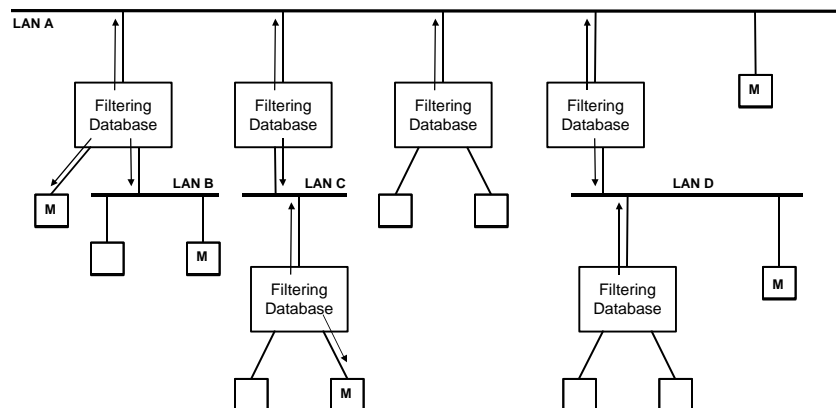 LAN A
M
Filtering
Database
Filtering
Database
Filtering
Database
Filtering
Database
LAN B
LAN C
LAN D
M
M
M
Filtering
Database
Filtering
Database
M